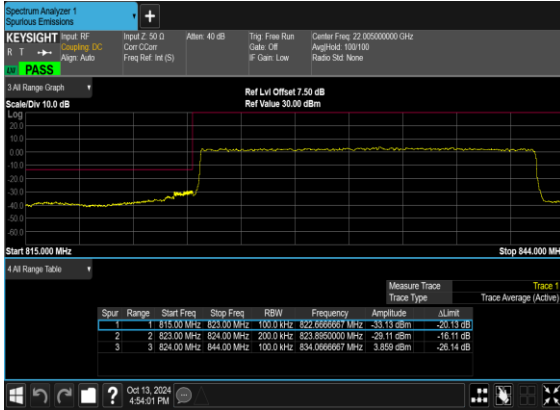 Spectrum Analyzer 1
Spurious Emissions
+
KEYSIGHT Input: RF Input Z: 50 Ω Atten: 40 dB Trig: Free Run Center Freq: 22.005000000 GHz
R T Coupling: DC Corr CCorr Gate: Off Avg|Hold: 100/100
Align: Auto Freq Ref: Int (S) IF Gain: Low Radio Std: None
PASS
3 All Range Graph
Ref Lvl Offset 7.50 dB
Scale/Div 10.0 dB Ref Value 30.00 dBm
Log
20.0
10.0
0.00
-10.0
-20.0
-30.0
-40.0
-50.0
-60.0
Start 815.000 MHz Stop 844.000 MH
4 All Range Table
Measure Trace Trace 1
Trace Type Trace Average (Active)
Spur Range Start Freq Stop Freq RBW Frequency Amplitude ΔLimit
1 1 815.00 MHz 823.00 MHz 100.0 kHz 822.6666667 MHz -33.13 dBm -20.13 dB
2 2 823.00 MHz 824.00 MHz 200.0 kHz 823.8950000 MHz -29.11 dBm -16.11 dB
3 3 824.00 MHz 844.00 MHz 100.0 kHz 834.0666667 MHz 3.859 dBm -26.14 dB
?
Oct 13, 2024
4:54:01 PM